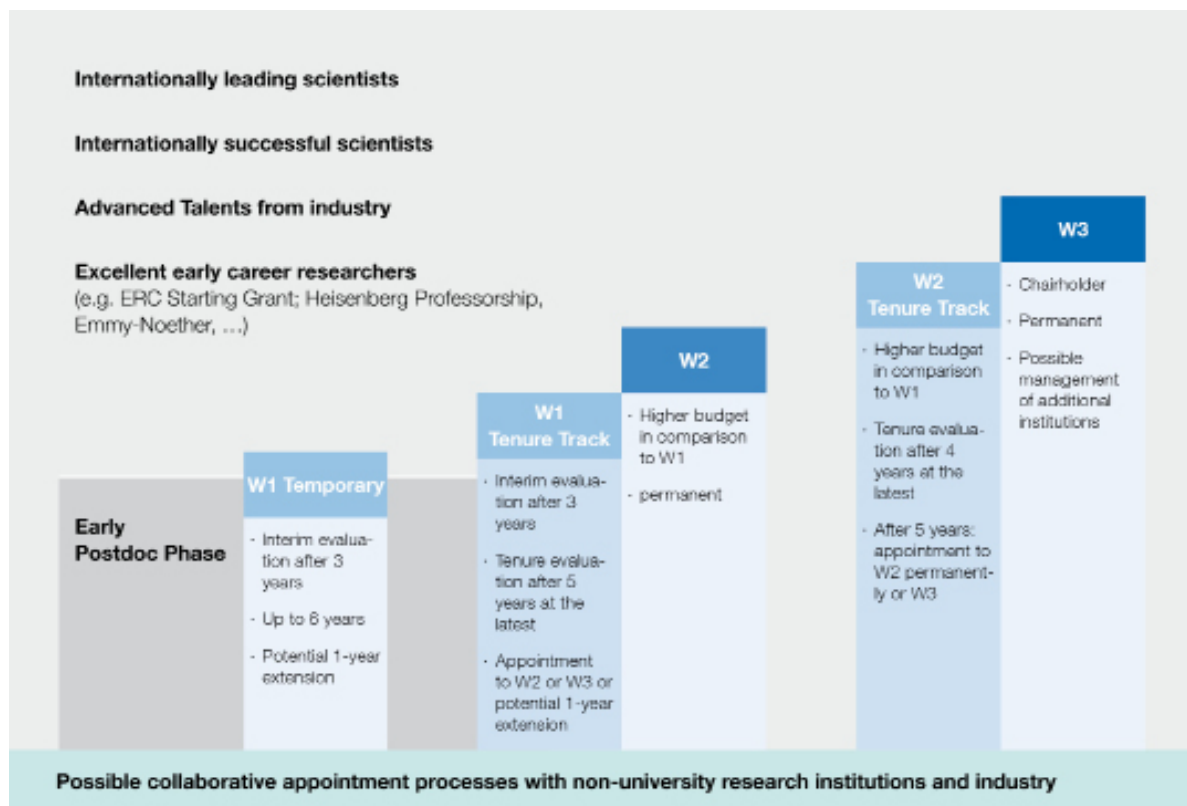 Internationally leading scientists
Internationally successful scientists
Advanced Talents from industry
Excellent early career researchers
(e.g. ERC Starting Grant; Heisenberg Professorship,
Emmy-Noether, ...)
Early
Postdoc Phase
W1 Temporary
- Interim evalua-
tion after 3
years
- Up to 6 years
- Potential 1-year
extension
W1
Tenure Track
- Interim evalua-
tion after 3
years
- Tenure evalua-
tion after 5
years at the
latest
- Appointment
to W2 or W3 or
potential 1-year
extension
W2
- Higher budget
in comparison
to W1
- permanent
W2
Tenure Track
- Higher budget
in comparison
to W1
- Tenure evalua-
tion after 4
years at the
latest
- After 5 years:
appointment to
W2 permanent-
ly or W3
W3
- Chairholder
- Permanent
- Possible
management
of additional
institutions
Possible collaborative appointment processes with non-university research institutions and industry